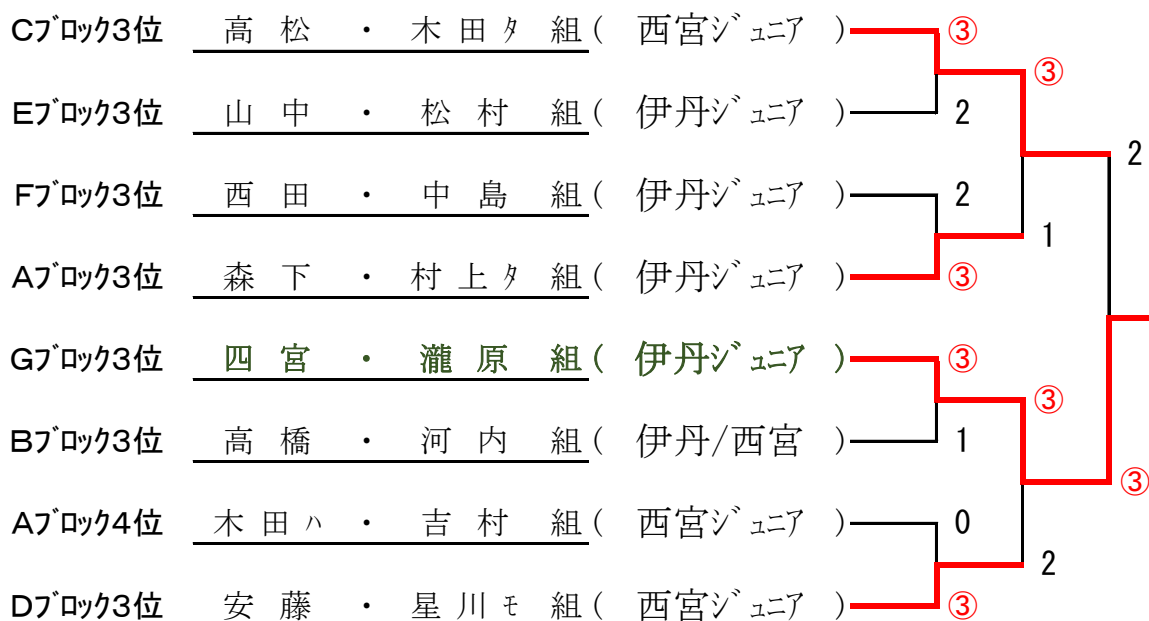 Cブロック3位 高松 ・ 木田タ 組( 西宮ジュニア ) ③
③
Eブロック3位 山中 ・ 松村 組( 伊丹ジュニア ) 2
2
Fブロック3位 西田 ・ 中島 組( 伊丹ジュニア ) 2
1
Aブロック3位 森下 ・ 村上タ 組( 伊丹ジュニア ) ③
Gブロック3位 四宮 ・ 瀧原 組( 伊丹ジュニア ) ③
③
Bブロック3位 高橋 ・ 河内 組( 伊丹/西宮 ) 1
③
Aブロック4位 木田ハ ・ 吉村 組( 西宮ジュニア ) 0
2
Dブロック3位 安藤 ・ 星川モ 組( 西宮ジュニア ) ③